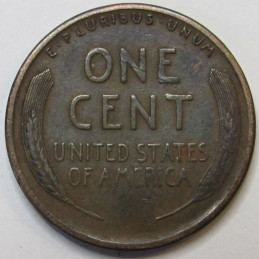 E · PLURIBUS · UNUM
ONE
CENT
UNITED STATES
OF AMERICA